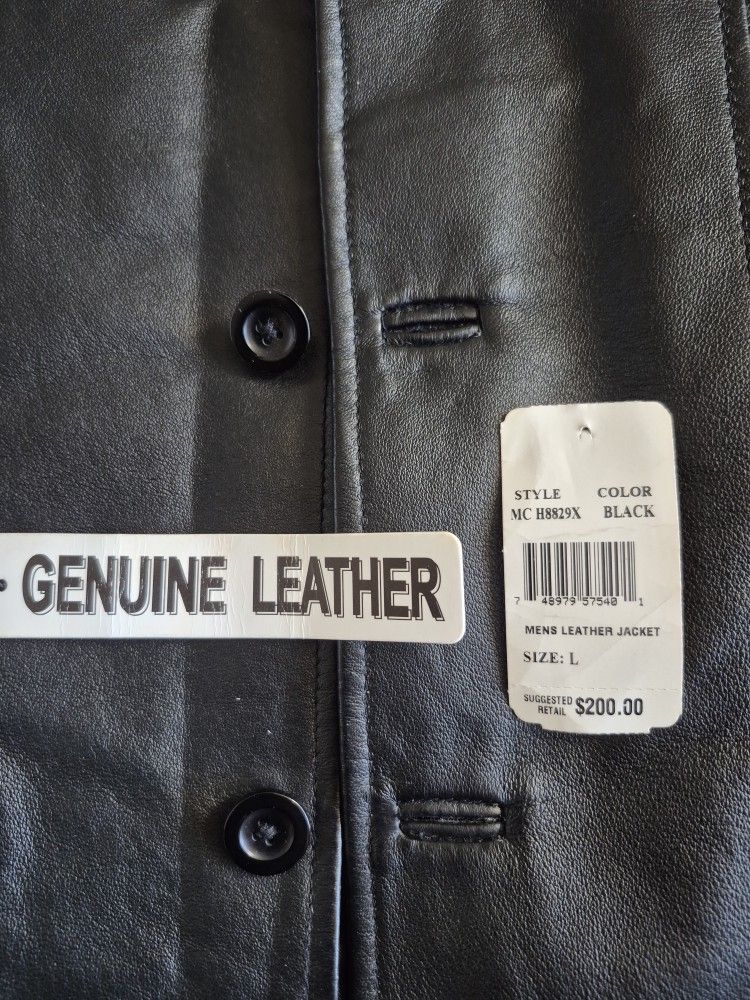 GENUINE LEATHER
STYLE COLOR
MC H8829X BLACK
7 48979 57540 1
MENS LEATHER JACKET
SIZE: L
SUGGESTED RETAIL $200.00